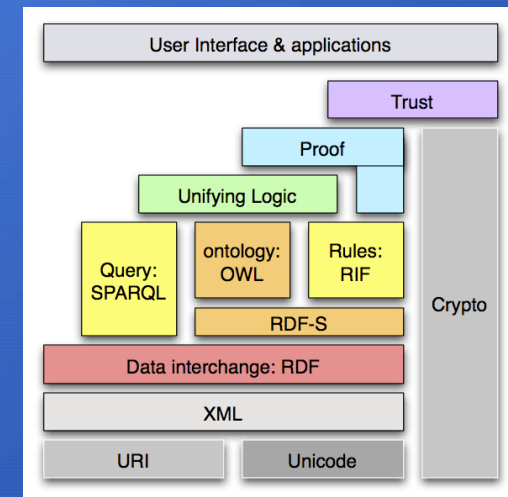 User Interface & applications
Trust
Proof
Unifying Logic
Query:
SPARQL
ontology:
OWL
Rules:
RIF
Crypto
RDF-S
Data interchange: RDF
XML
URI
Unicode